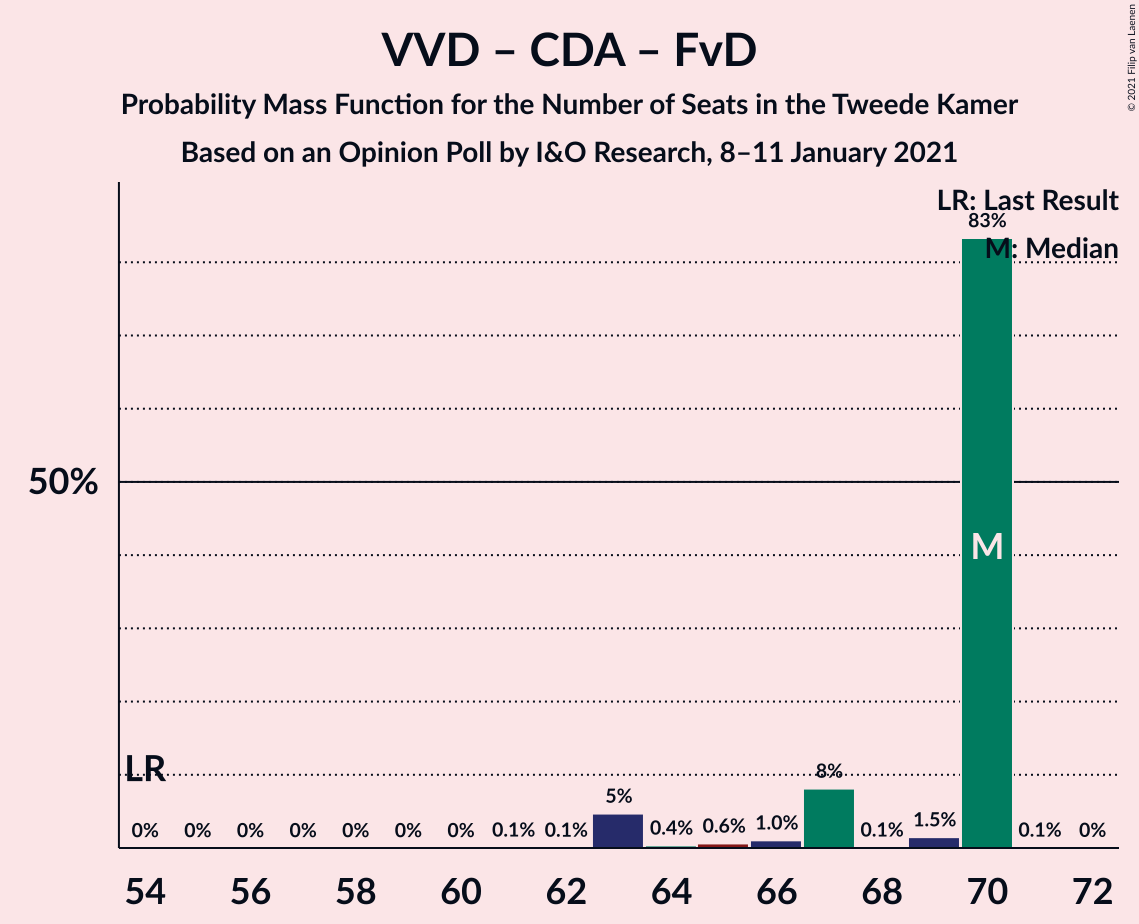 VVD – CDA – FvD
Probability Mass Function for the Number of Seats in the Tweede Kamer
Based on an Opinion Poll by I&O Research, 8–11 January 2021
© 2021 Filip van Laenen
LR: Last Result
83%
M: Median
50%
M
LR
0% 0% 0% 0% 0% 0% 0% 0.1% 0.1% 5% 0.4% 0.6% 1.0% 8% 0.1% 1.5% 0.1% 0%
54 56 58 60 62 64 66 68 70 72